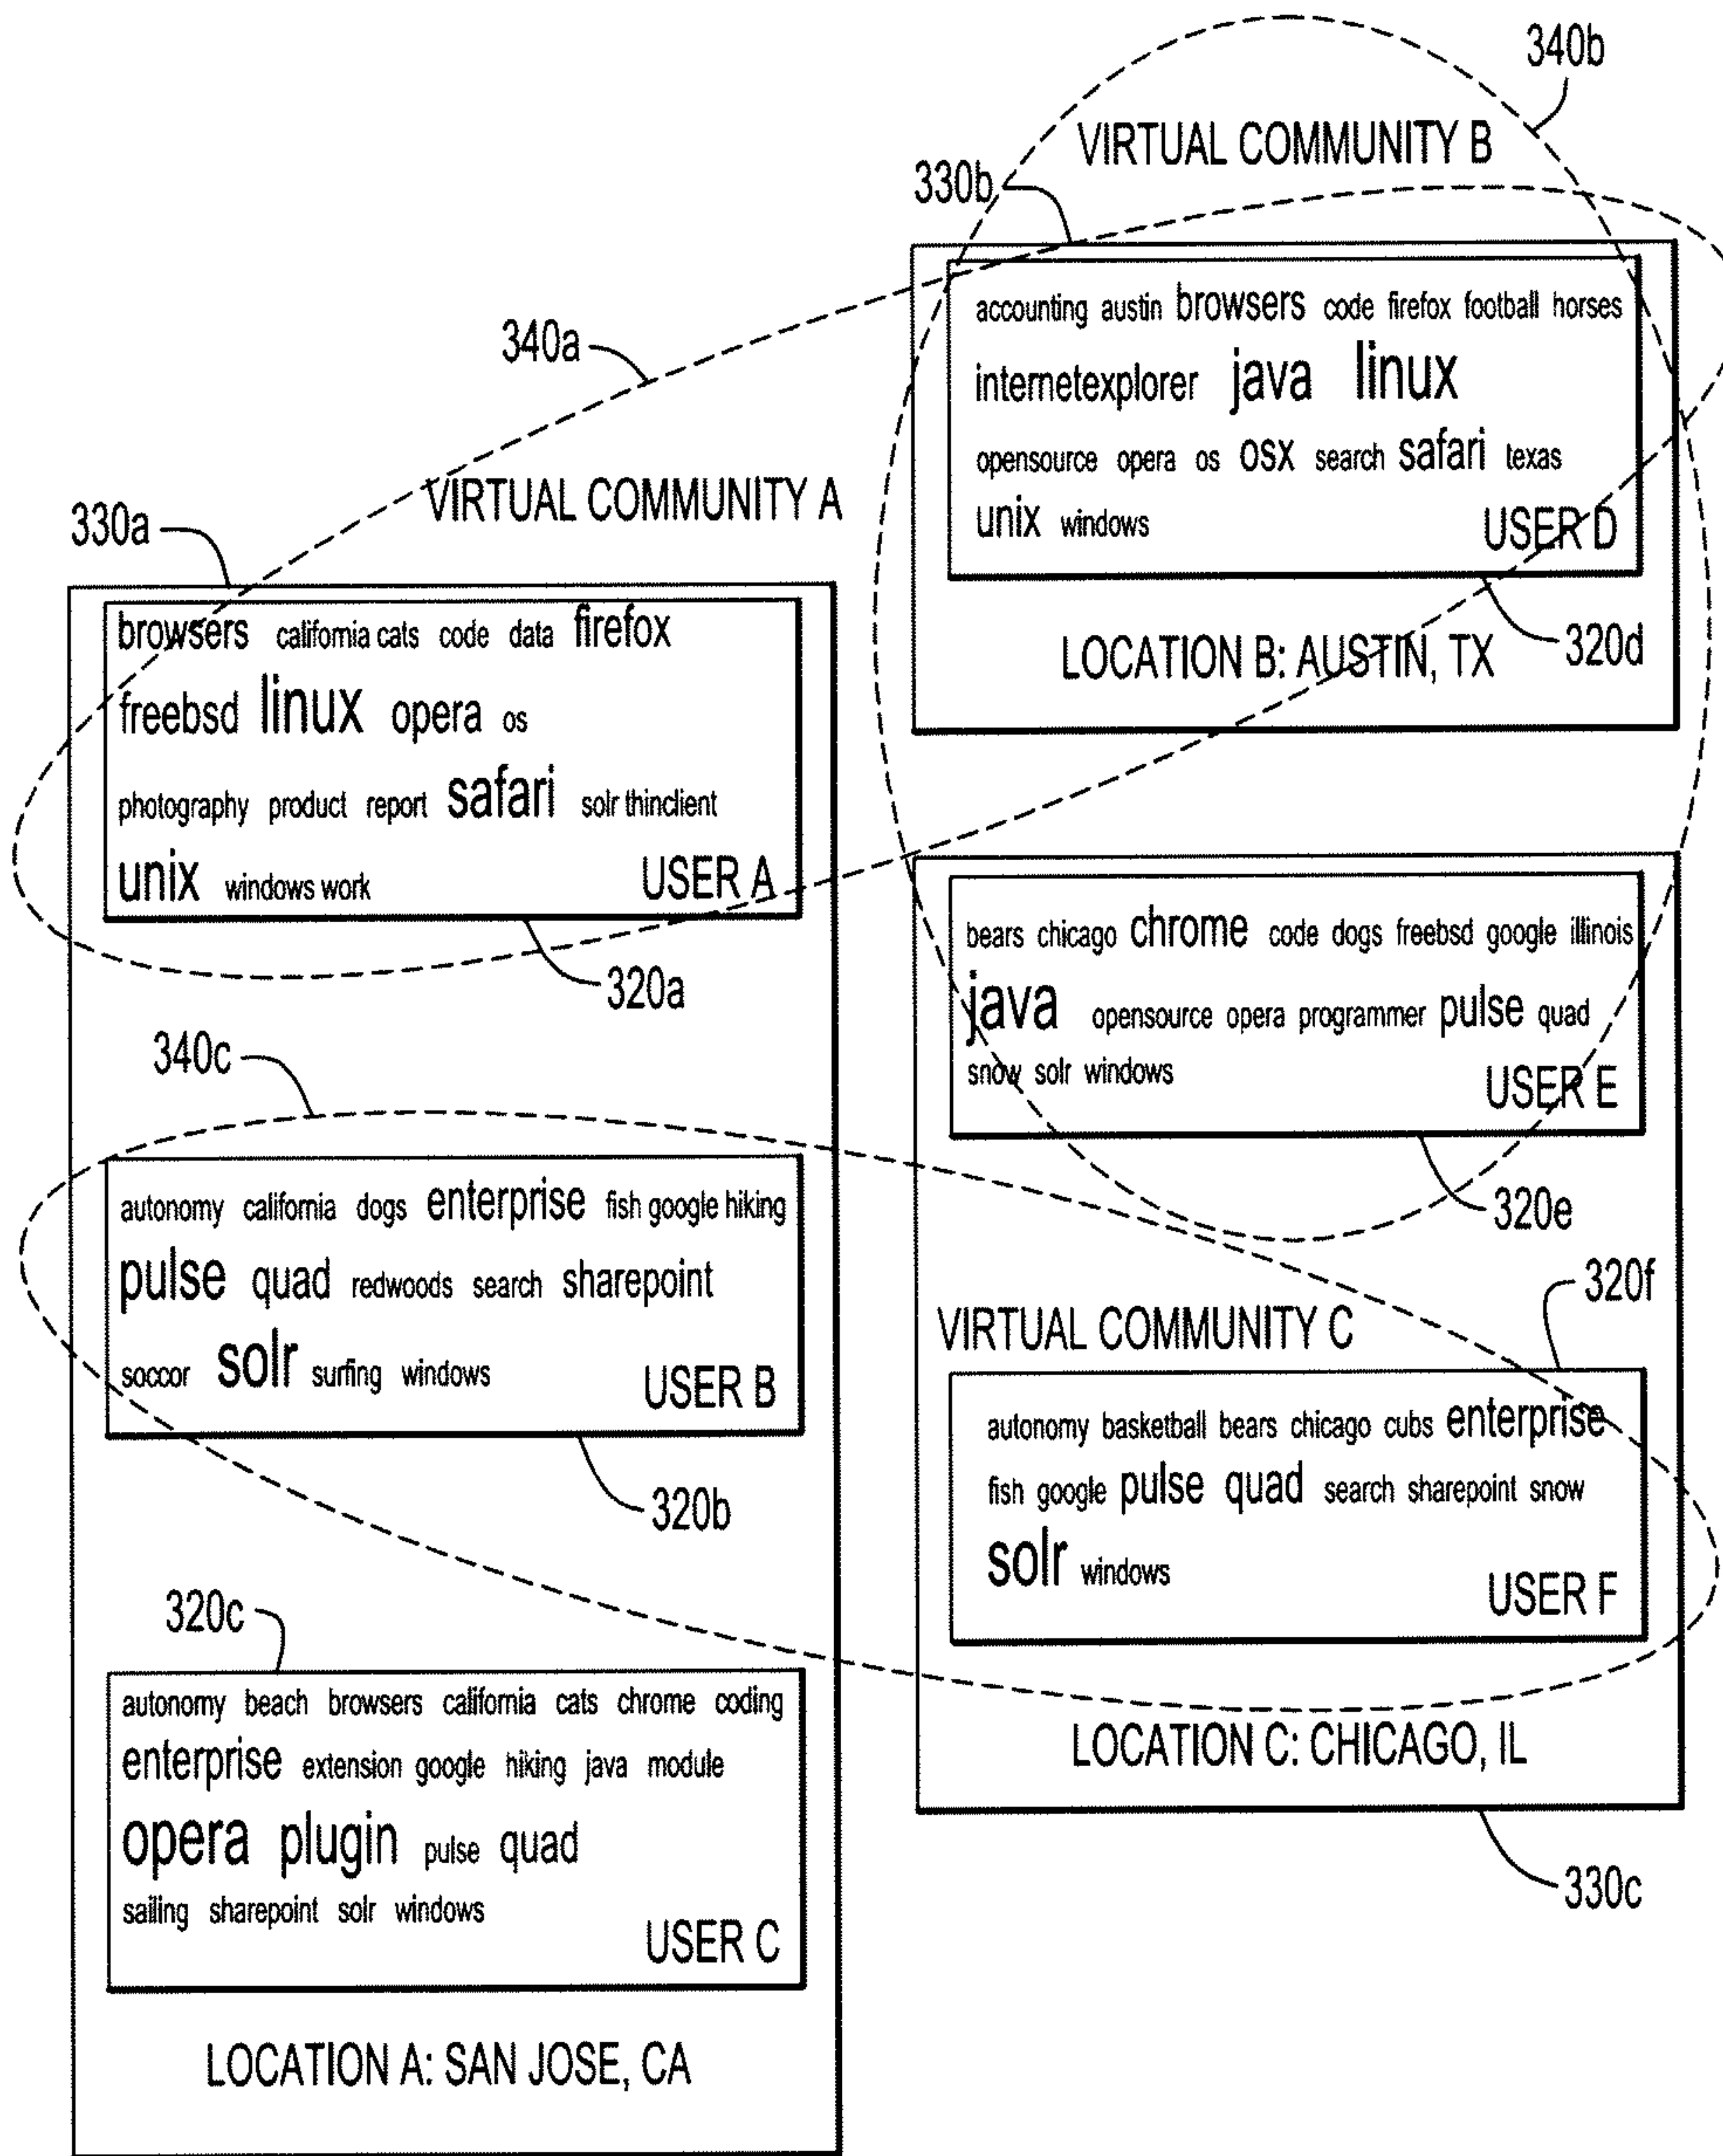 340b
VIRTUAL COMMUNITY B
330b
accounting austin browsers code firefox football horses
internetexplorer java linux
opensource opera os osx search safari texas
unix windows
USER D
320d
LOCATION B: AUSTIN, TX
340a
VIRTUAL COMMUNITY A
330a
browsers california cats code data firefox
freebsd linux opera os
photography product report safari solr thinclient
unix windows work
USER A
320a
340c
autonomy california dogs enterprise fish google hiking
pulse quad redwoods search sharepoint
soccor solr surfing windows
USER B
320b
320c
autonomy beach browsers california cats chrome coding
enterprise extension google hiking java module
opera plugin pulse quad
sailing sharepoint solr windows
USER C
LOCATION A: SAN JOSE, CA
bears chicago chrome code dogs freebsd google illinois
java opensource opera programmer pulse quad
snow solr windows
USER E
320e
320f
VIRTUAL COMMUNITY C
autonomy basketball bears chicago cubs enterprise
fish google pulse quad search sharepoint snow
solr windows
USER F
LOCATION C: CHICAGO, IL
330c